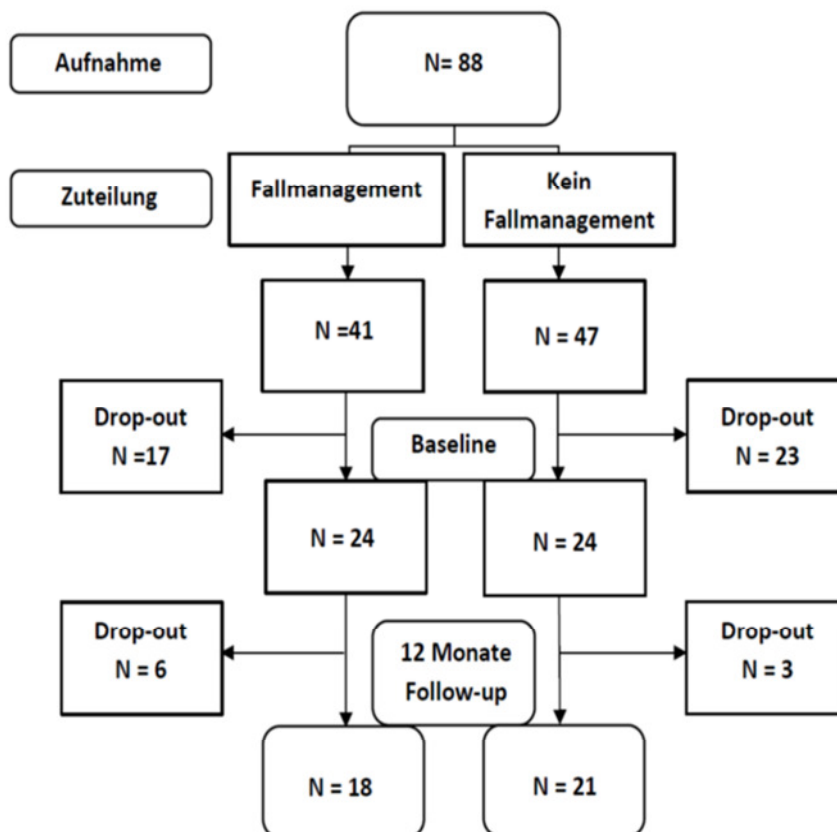 Aufnahme
N= 88
Zuteilung
Fallmanagement
Kein
Fallmanagement
N =41
N = 47
Drop-out
N =17
Baseline
Drop-out
N = 23
N = 24
N = 24
Drop-out
N = 6
12 Monate
Follow-up
Drop-out
N = 3
N = 18
N = 21